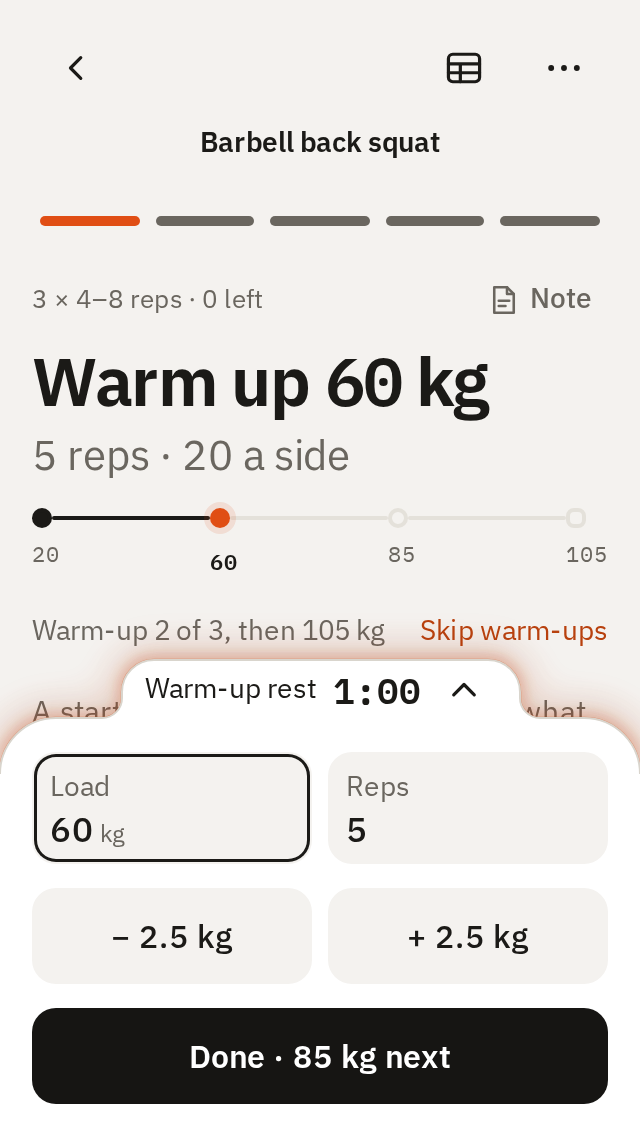 Barbell back squat
3 × 4–8 reps · 0 left
Note
Warm up 60 kg
5 reps · 20 a side
20 60 85 105
Warm-up 2 of 3, then 105 kg
Skip warm-ups
A start what
Warm-up rest 1:00
Load
60 kg
Reps
5
− 2.5 kg
+ 2.5 kg
Done · 85 kg next